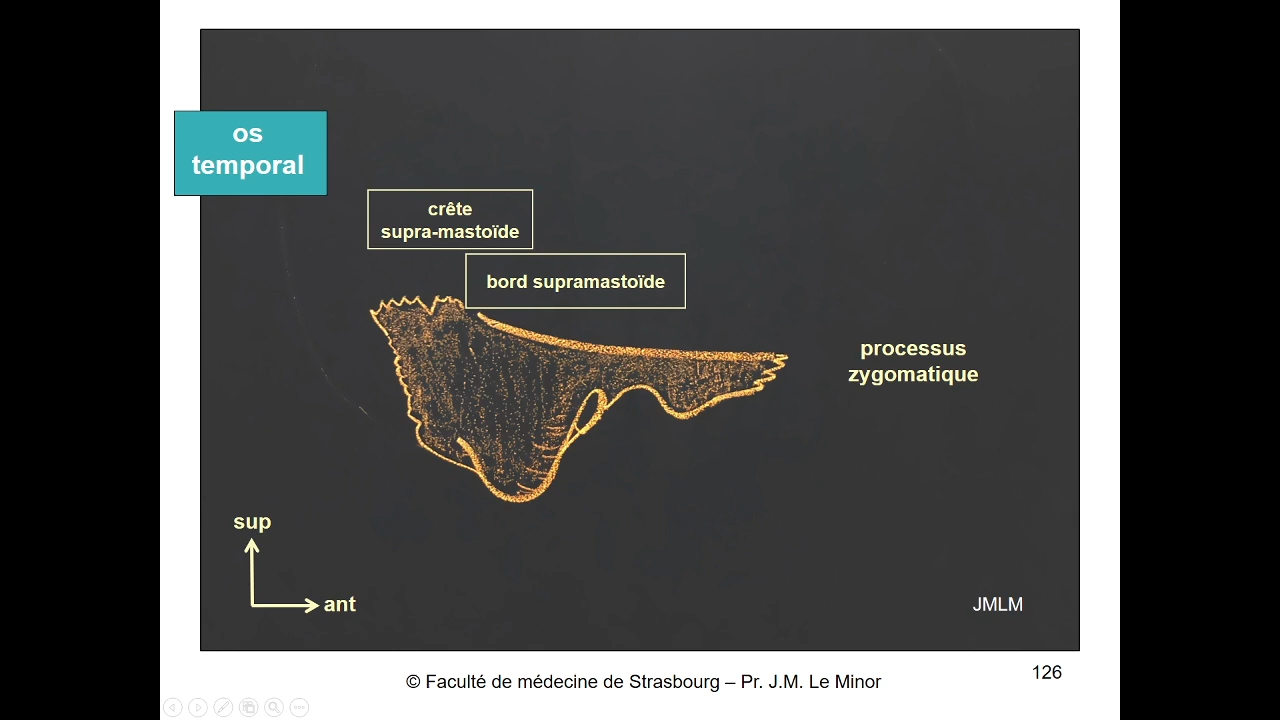 os
temporal
crête
supra-mastoïde
bord supramastoïde
processus
zygomatique
sup
ant
JMLM
126
© Faculté de médecine de Strasbourg – Pr. J.M. Le Minor